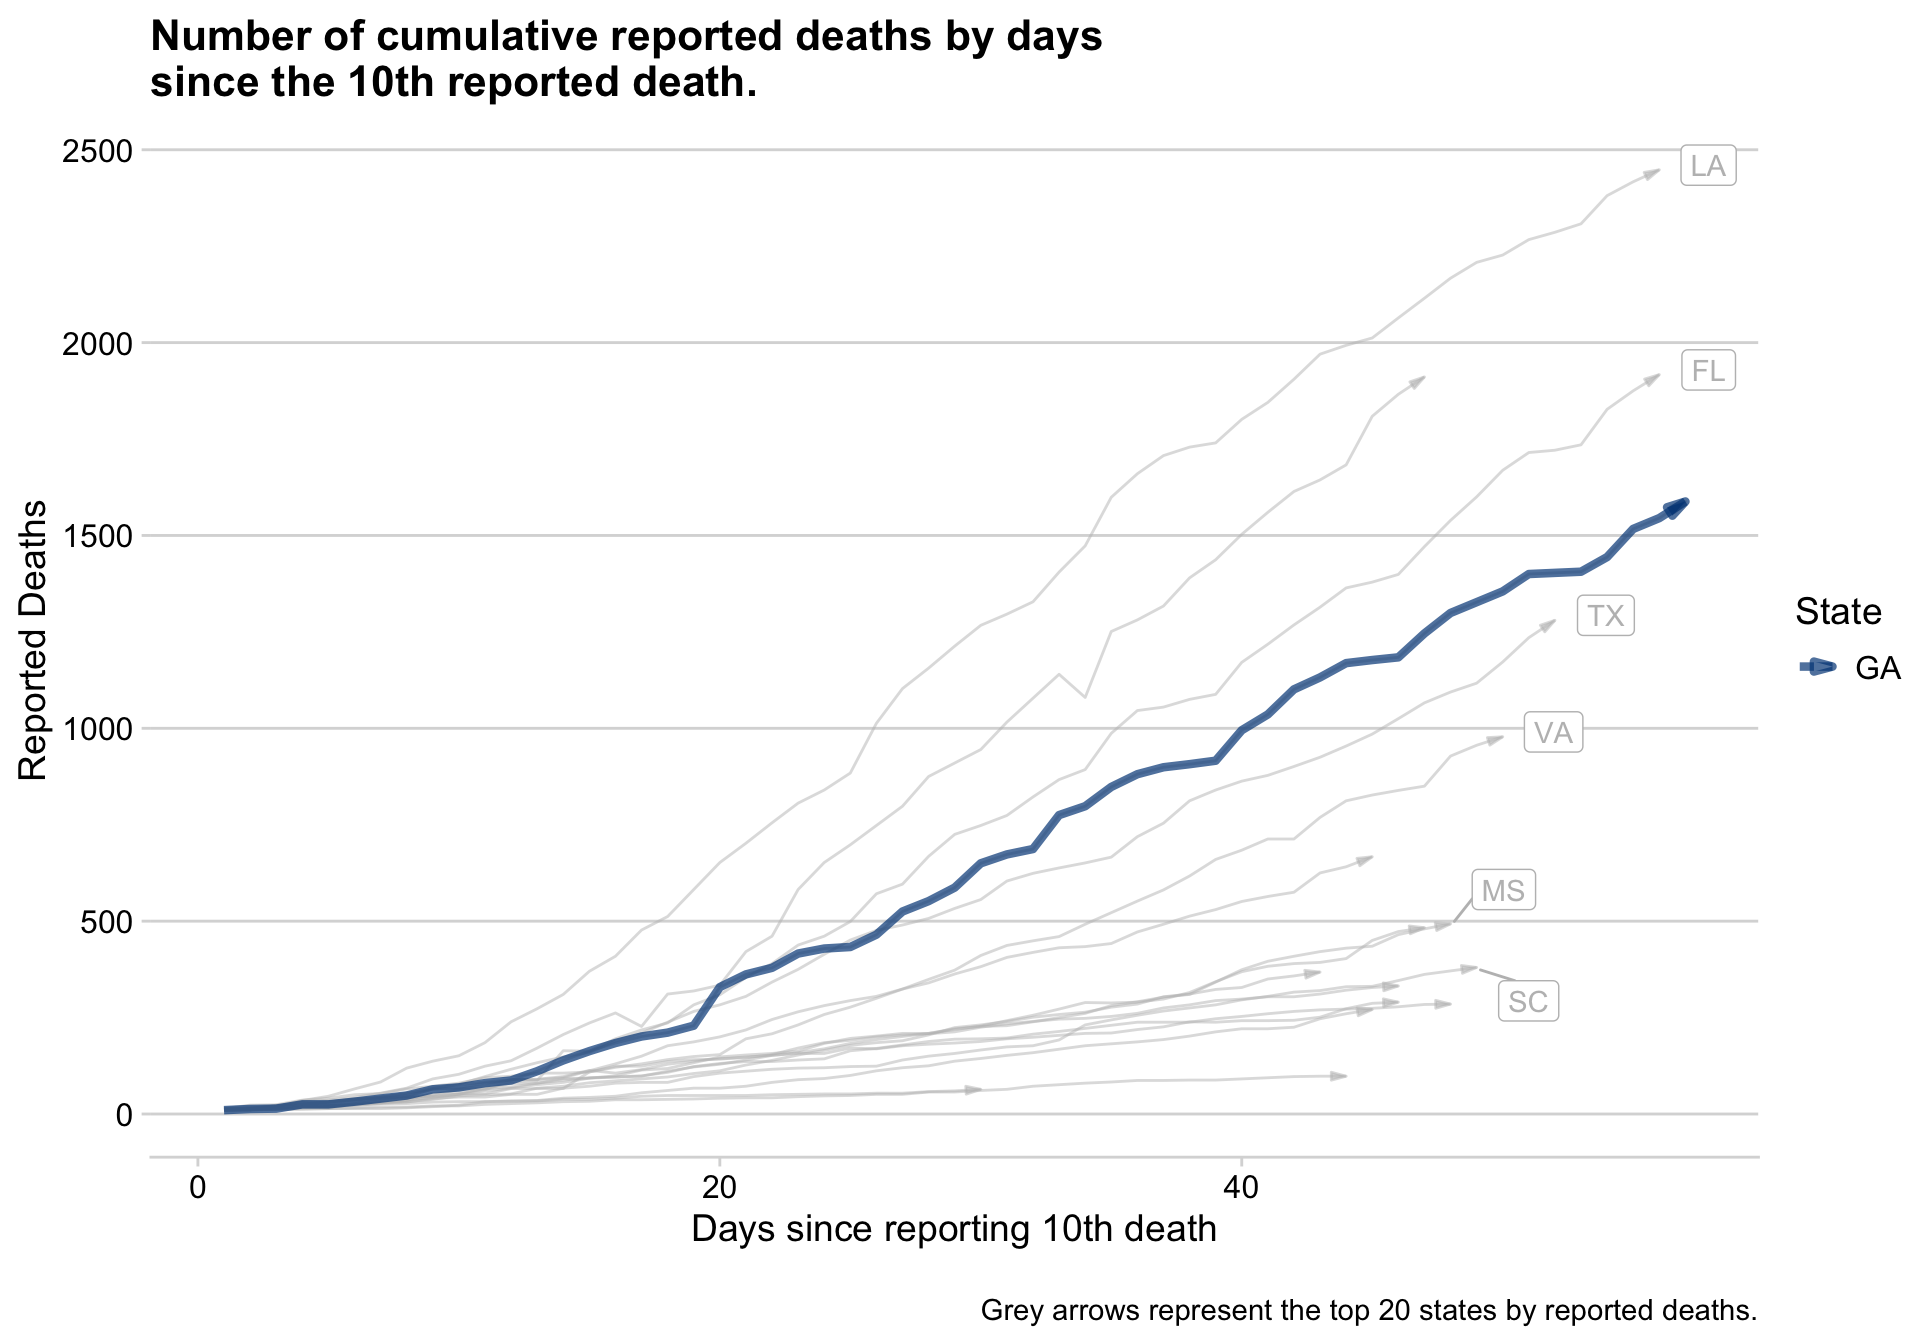 Number of cumulative reported deaths by days
since the 10th reported death.
2500
2000
1500
1000
500
0
Reported Deaths
LA
FL
TX
VA
MS
SC
State
GA
0 20 40
Days since reporting 10th death
Grey arrows represent the top 20 states by reported deaths.